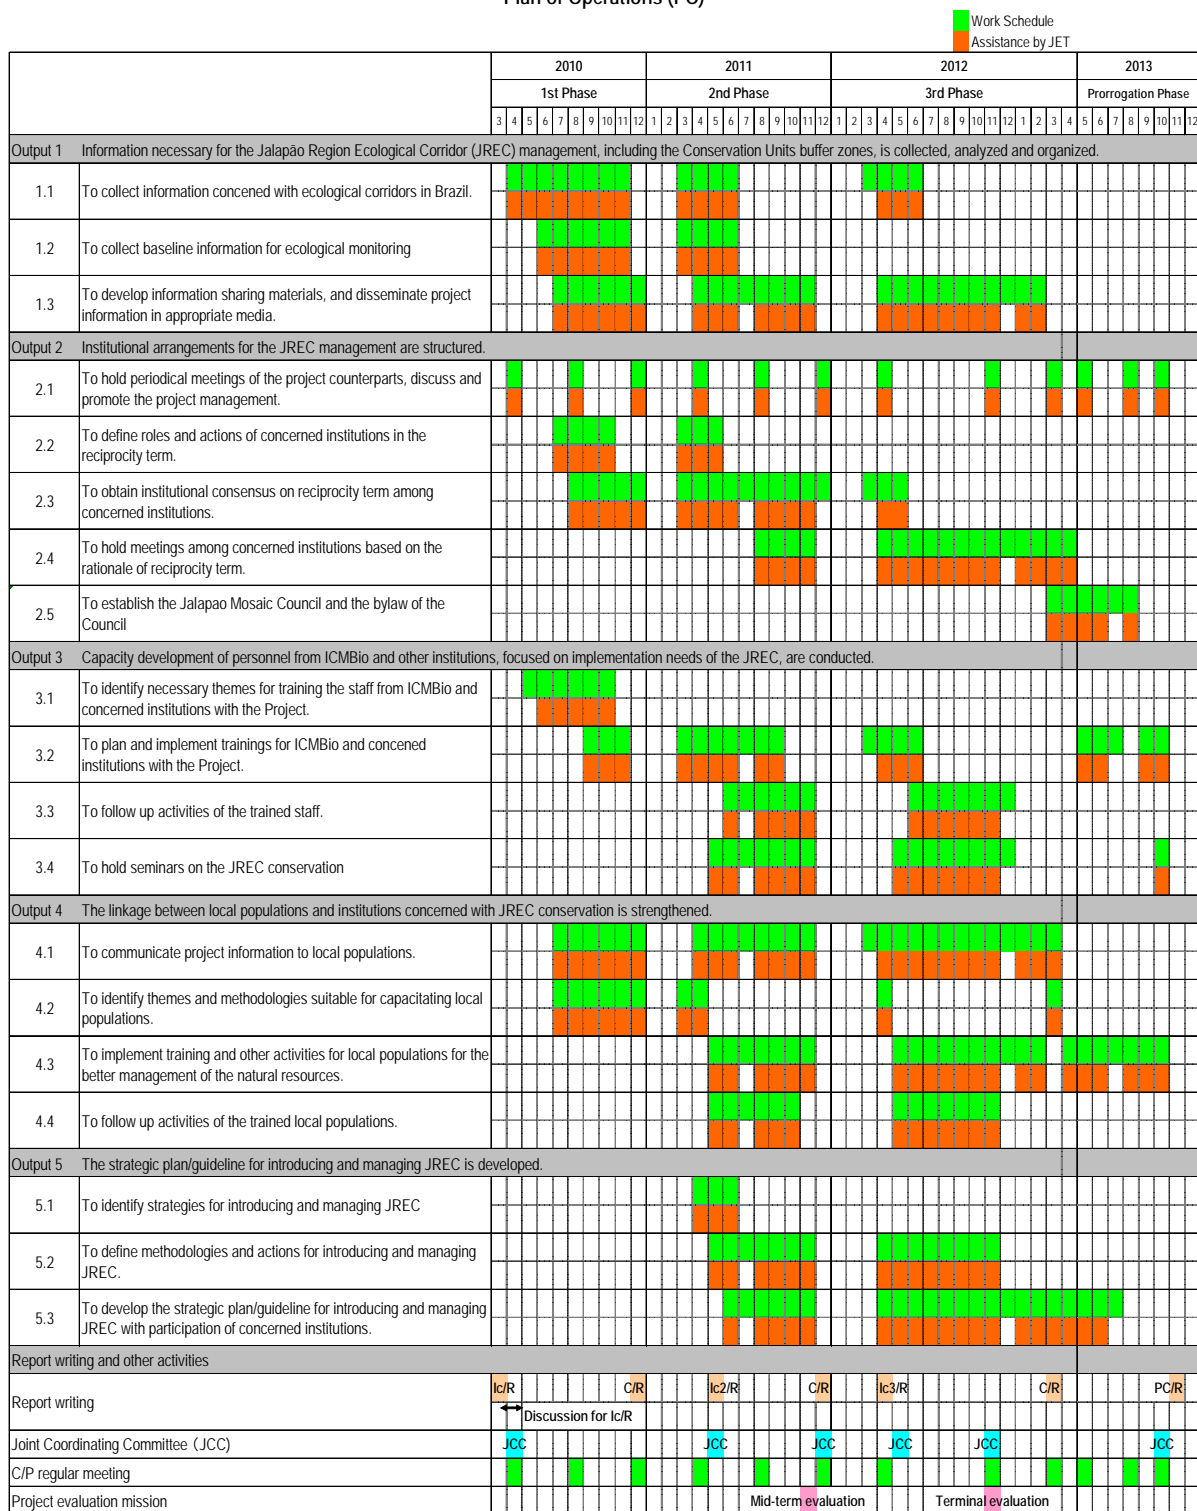 Plan of Operations (PO)
Work Schedule
Assistance by JET
2010 2011 2012 2013
1st Phase 2nd Phase 3rd Phase Prorrogation Phase
3 4 5 6 7 8 9 10 11 12 1 2 3 4 5 6 7 8 9 10 11 12 1 2 3 4 5 6 7 8 9 10 11 12 1 2 3 4 5 6 7 8 9 10 11 12
Output 1 Information necessary for the Jalapão Region Ecological Corridor (JREC) management, including the Conservation Units buffer zones, is collected, analyzed and organized.
1.1 To collect information concened with ecological corridors in Brazil.
1.2 To collect baseline information for ecological monitoring
1.3 To develop information sharing materials, and disseminate project
information in appropriate media.
Output 2 Institutional arrangements for the JREC management are structured.
2.1 To hold periodical meetings of the project counterparts, discuss and
promote the project management.
2.2 To define roles and actions of concerned institutions in the
reciprocity term.
2.3 To obtain institutional consensus on reciprocity term among
concerned institutions.
2.4 To hold meetings among concerned institutions based on the
rationale of reciprocity term.
2.5 To establish the Jalapao Mosaic Council and the bylaw of the
Council
Output 3 Capacity development of personnel from ICMBio and other institutions, focused on implementation needs of the JREC, are conducted.
3.1 To identify necessary themes for training the staff from ICMBio and
concerned institutions with the Project.
3.2 To plan and implement trainings for ICMBio and concened
institutions with the Project.
3.3 To follow up activities of the trained staff.
3.4 To hold seminars on the JREC conservation
Output 4 The linkage between local populations and institutions concerned with JREC conservation is strengthened.
4.1 To communicate project information to local populations.
4.2 To identify themes and methodologies suitable for capacitating local
populations.
4.3 To implement training and other activities for local populations for the
better management of the natural resources.
4.4 To follow up activities of the trained local populations.
Output 5 The strategic plan/guideline for introducing and managing JREC is developed.
5.1 To identify strategies for introducing and managing JREC
5.2 To define methodologies and actions for introducing and managing
JREC.
5.3 To develop the strategic plan/guideline for introducing and managing
JREC with participation of concerned institutions.
Report writing and other activities
Report writing Ic/R C/R Ic2/R C/R Ic3/R C/R PC/R
Discussion for Ic/R
Joint Coordinating Committee (JCC) JCC JCC JCC JCC JCC JCC
C/P regular meeting
Project evaluation mission Mid-term evaluation Terminal evaluation